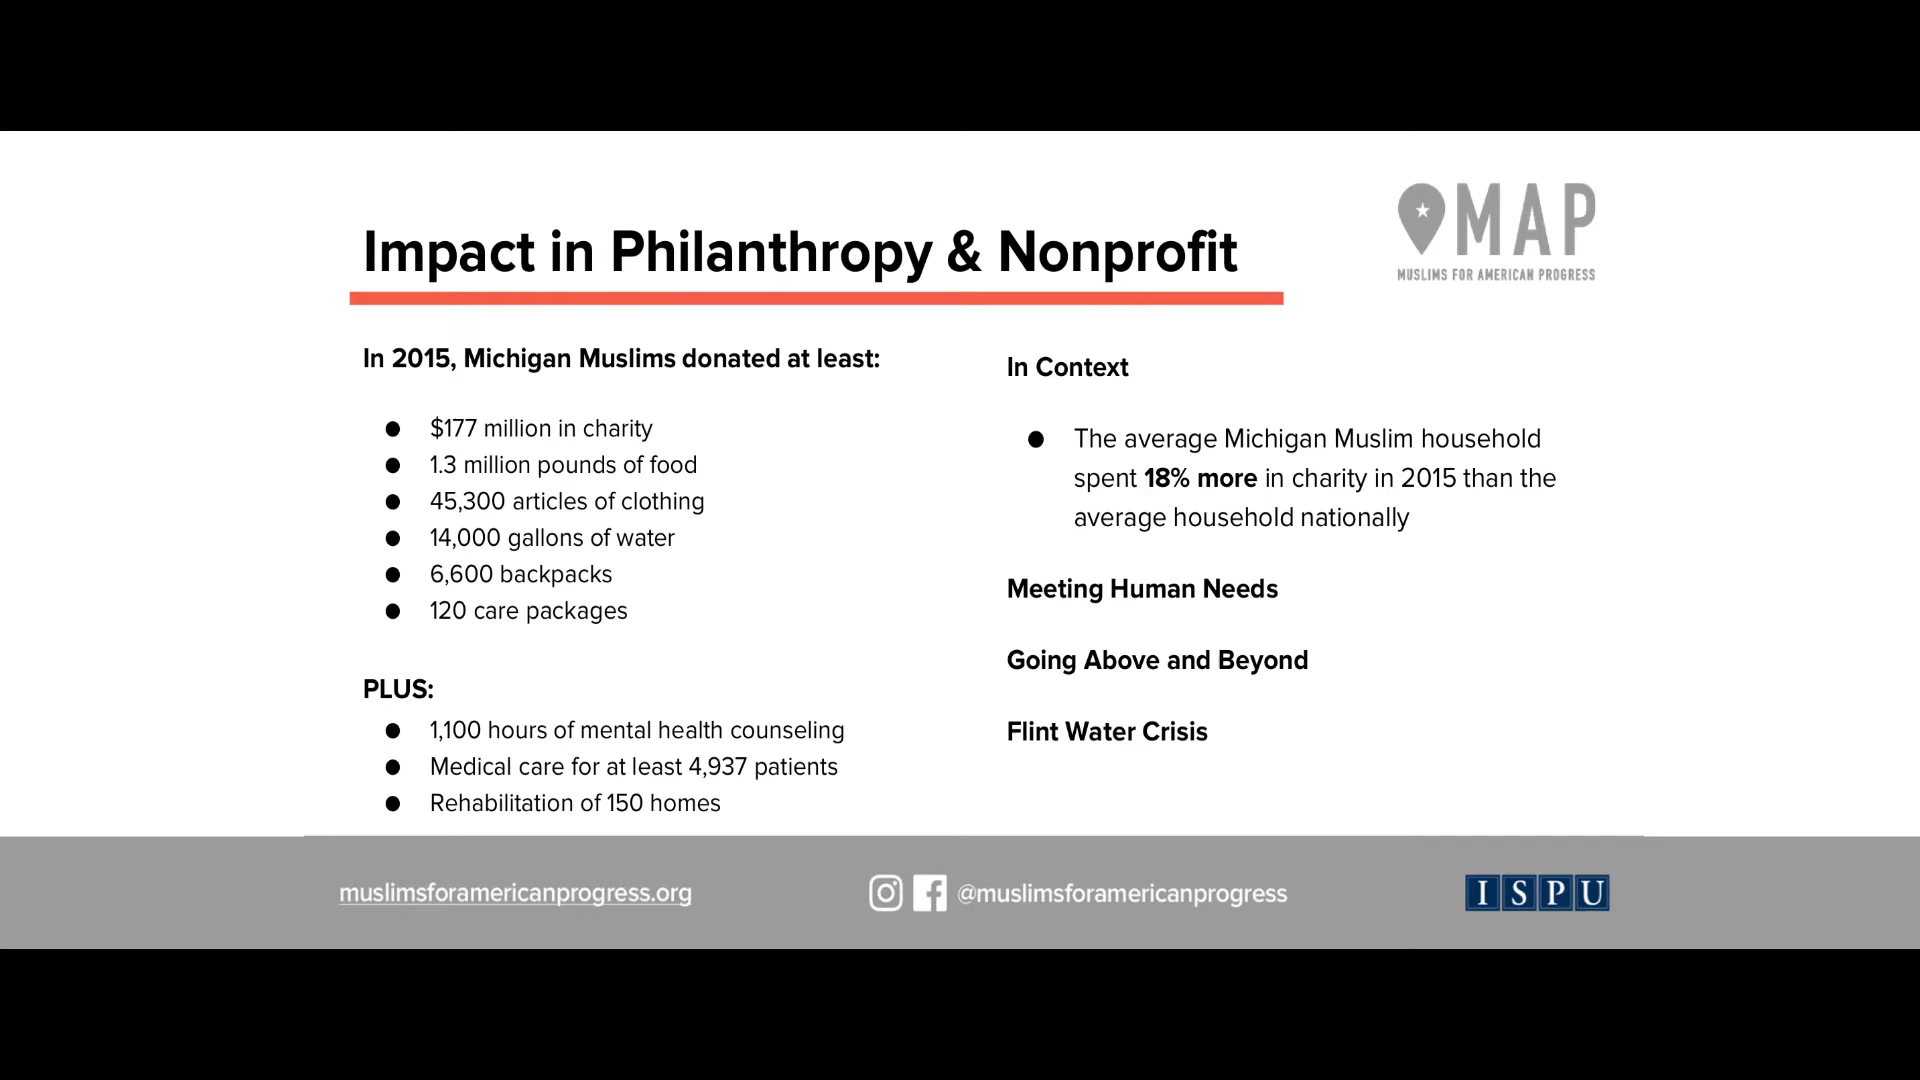 MAP
MUSLIMS FOR AMERICAN PROGRESS
Impact in Philanthropy & Nonprofit
In 2015, Michigan Muslims donated at least:
● $177 million in charity
● 1.3 million pounds of food
● 45,300 articles of clothing
● 14,000 gallons of water
● 6,600 backpacks
● 120 care packages
PLUS:
● 1,100 hours of mental health counseling
● Medical care for at least 4,937 patients
● Rehabilitation of 150 homes
In Context
● The average Michigan Muslim household
spent 18% more in charity in 2015 than the
average household nationally
Meeting Human Needs
Going Above and Beyond
Flint Water Crisis
muslimsforamericanprogress.org
@muslimsforamericanprogress
ISPU